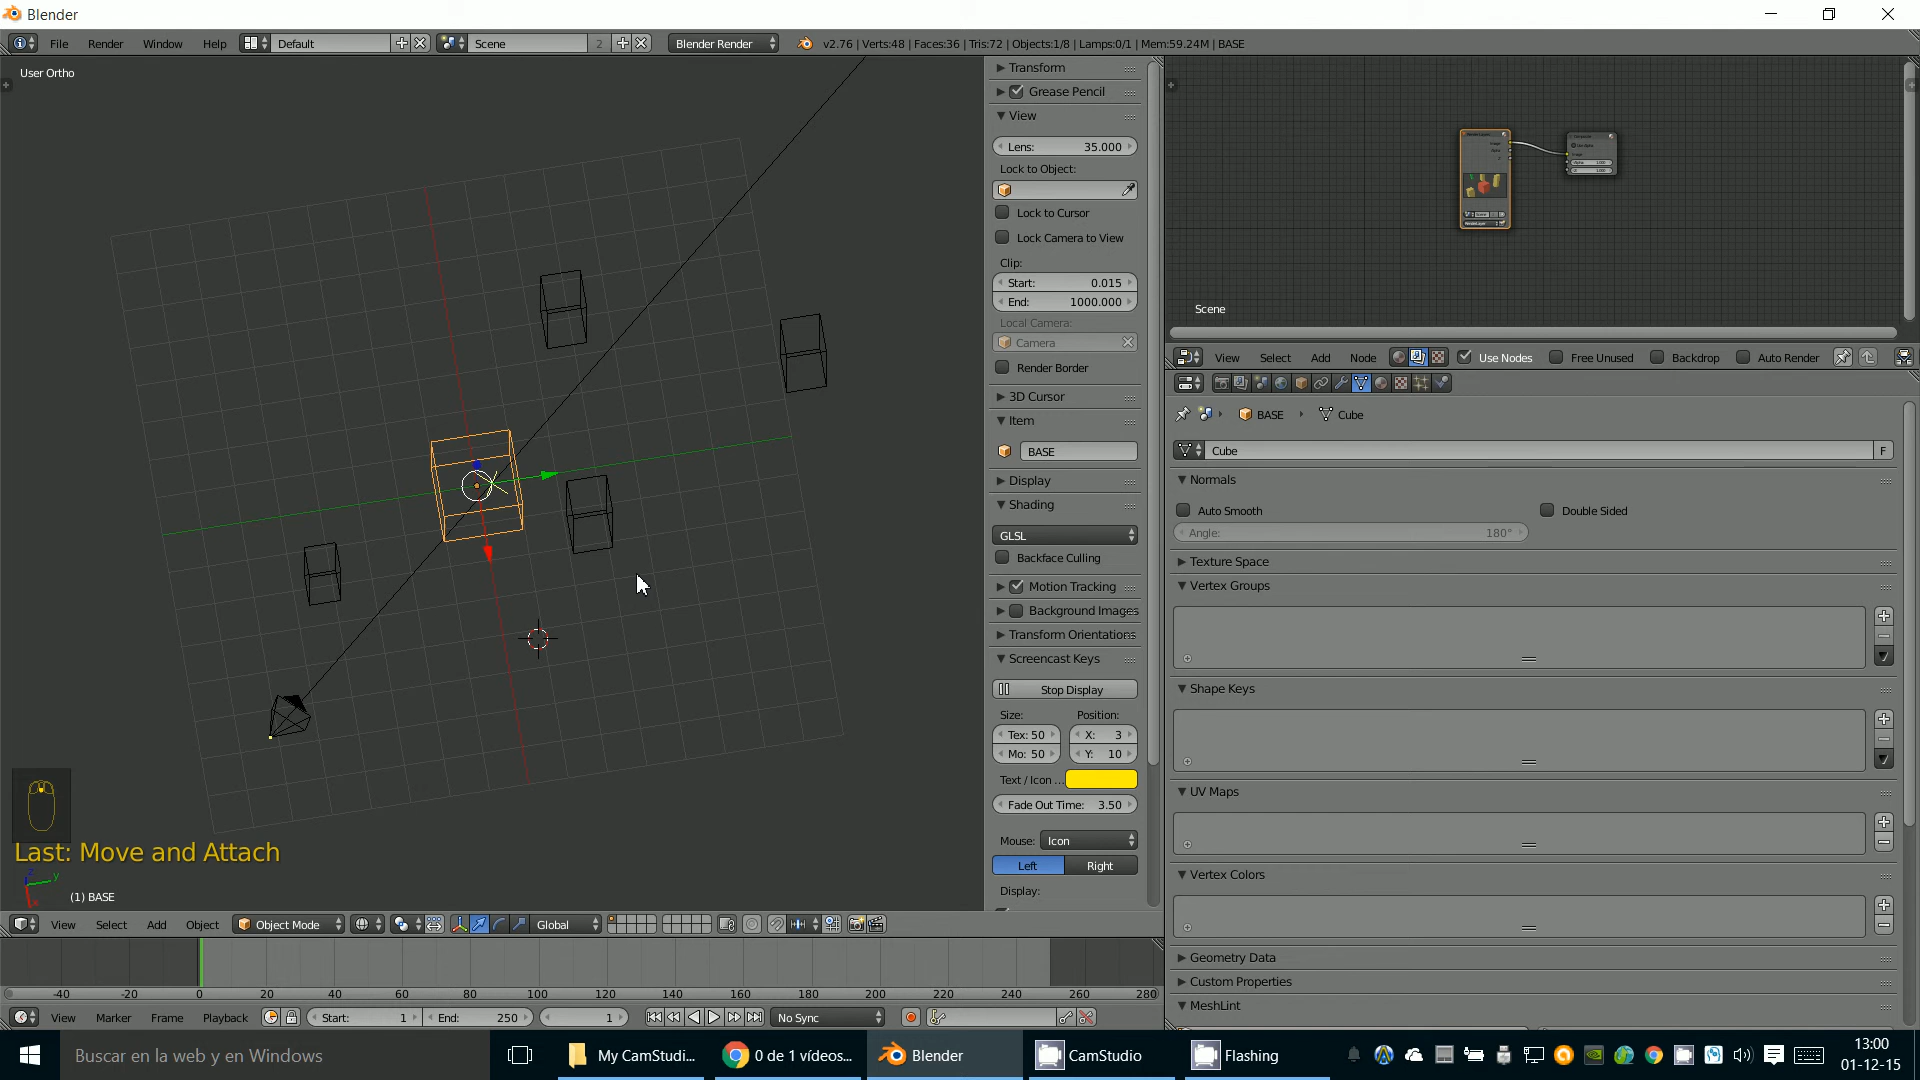 Blender
File Render Window Help Default Scene 2 Blender Render v2.76 | Verts:48 | Faces:36 | Tris:72 | Objects:1/8 | Lamps:0/1 | Mem:59.24M | BASE
User Ortho
Transform
Grease Pencil
View
Lens: 35.000
Lock to Object:
Lock to Cursor
Lock Camera to View
Clip:
Start: 0.015
End: 1000.000
Local Camera:
Camera
Render Border
3D Cursor
Item
BASE
Display
Shading
GLSL
Backface Culling
Motion Tracking
Background Images
Transform Orientations
Screencast Keys
Stop Display
Size: Position:
Tex: 50 X: 3
Mo: 50 Y: 10
Text / Icon ...
Fade Out Time: 3.50
Mouse: Icon
Left Right
Display:
Scene
View Select Add Node Use Nodes Free Unused Backdrop Auto Render
BASE Cube
Cube F
Normals
Auto Smooth Double Sided
Angle: 180°
Texture Space
Vertex Groups
Shape Keys
UV Maps
Vertex Colors
Geometry Data
Custom Properties
MeshLint
Last: Move and Attach
z y x
(1) BASE
View Select Add Object Object Mode Global
-40 -20 0 20 40 60 80 100 120 140 160 180 200 220 240 260 280
View Marker Frame Playback Start: 1 End: 250 1 No Sync
Buscar en la web y en Windows My CamStudi... 0 de 1 vídeos... Blender CamStudio Flashing
13:00
01-12-15